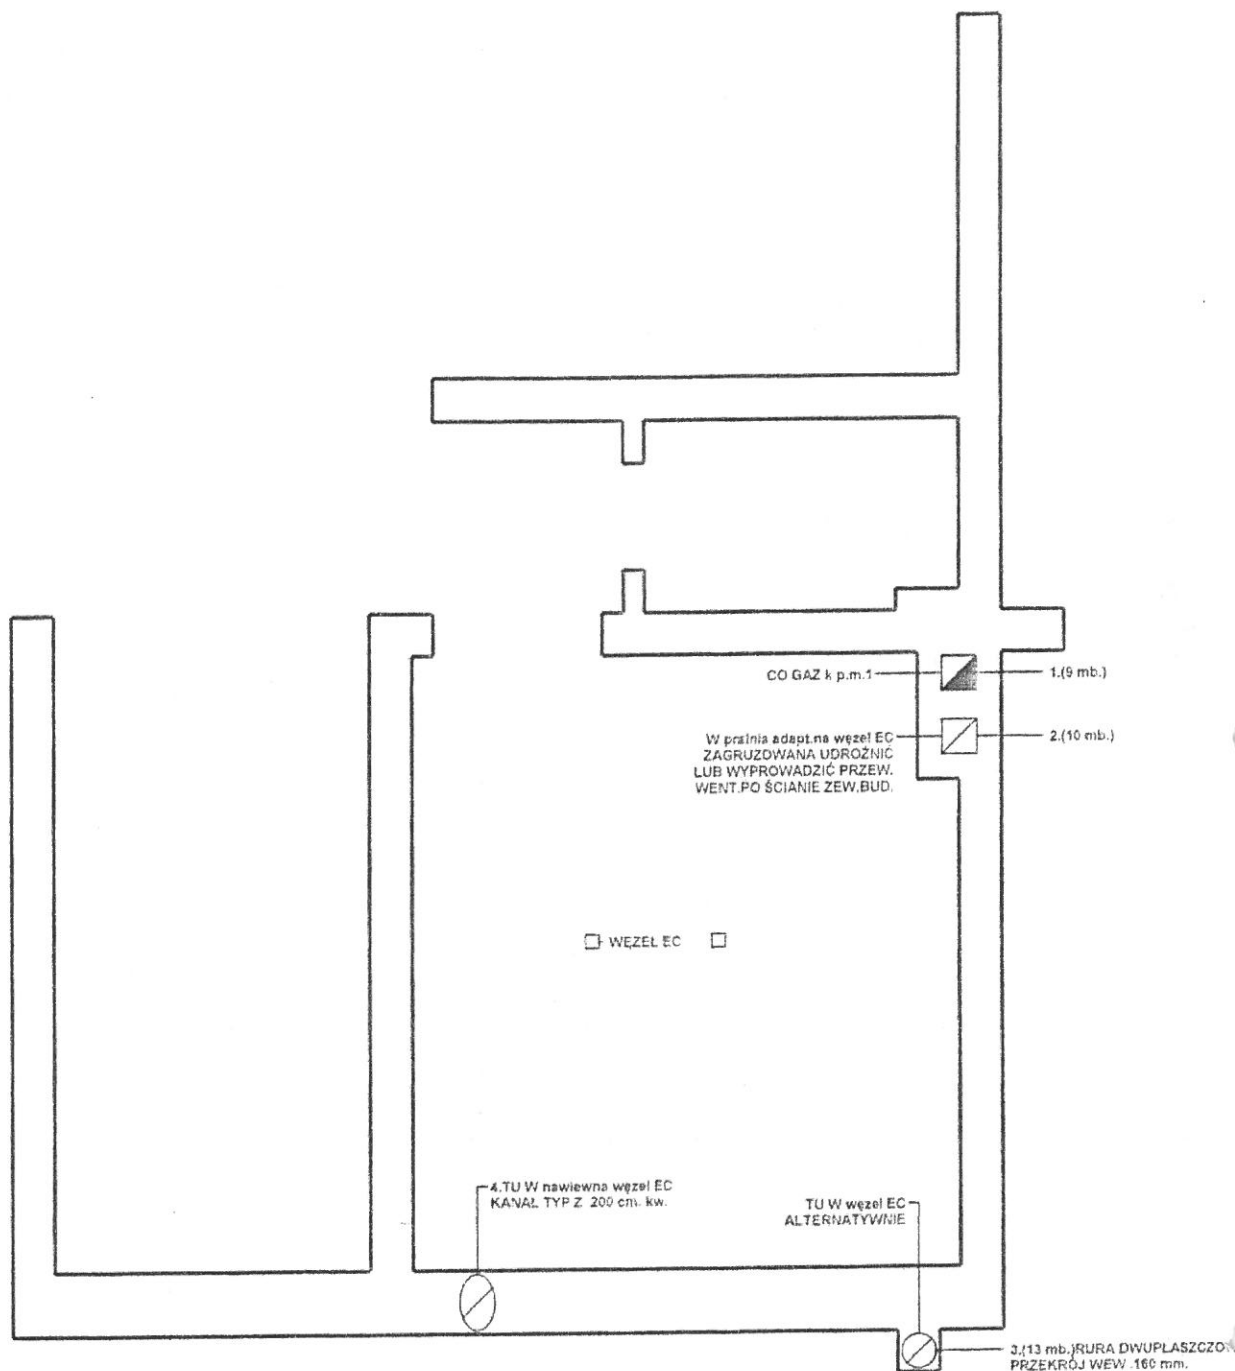 CO GAZ k p.m.1
1.(9 mb.)
W pralnia adapt.na węzeł EC
ZAGRUZOWANA UDROŻNIĆ
LUB WYPROWADZIĆ PRZEW.
WENT.PO ŚCIANIE ZEW.BUD.
2.(10 mb.)
WĘZEŁ EC
4.TU W nawiewna węzeł EC
KANAŁ TYP Z 200 cm. kw.
TU W węzeł EC
ALTERNATYWNIE
3.(13 mb.)RURA DWUPŁASZCZO
PRZEKRÓJ WEW .160 mm.